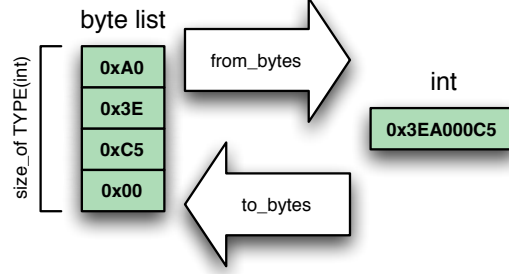 byte list
size_of TYPE(int)
0xA0
0x3E
0xC5
0x00
from_bytes
to_bytes
int
0x3EA000C5